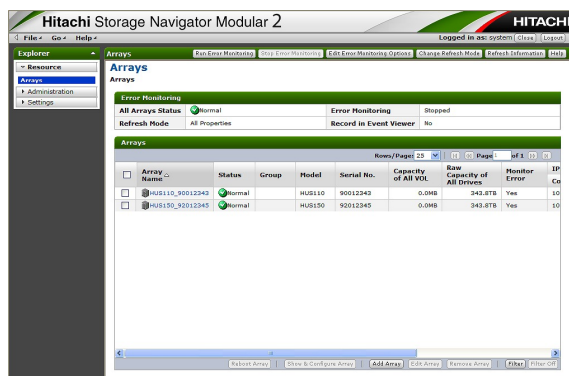 Hitachi Storage Navigator Modular 2
HITACHI
File Go Help
Logged in as: system Close Logout
Explorer
Arrays Run Error Monitoring Stop Error Monitoring Edit Error Monitoring Options Change Refresh Mode Refresh Information Help
Resource
Arrays
Administration
Settings
Arrays
Arrays
Error Monitoring
All Arrays Status Normal Error Monitoring Stopped
Refresh Mode All Properties Record in Event Viewer No
Arrays
Rows/Page: 25 Page 1 of 1
Array Name Status Group Model Serial No. Capacity of All VOL Raw Capacity of All Drives Monitor Error IP Co
HUS110_90012343 Normal HUS110 90012343 0.0MB 343.8TB Yes 10
HUS150_92012345 Normal HUS150 92012345 0.0MB 343.8TB Yes 10
Reboot Array Show & Configure Array Add Array Edit Array Remove Array Filter Filter Off